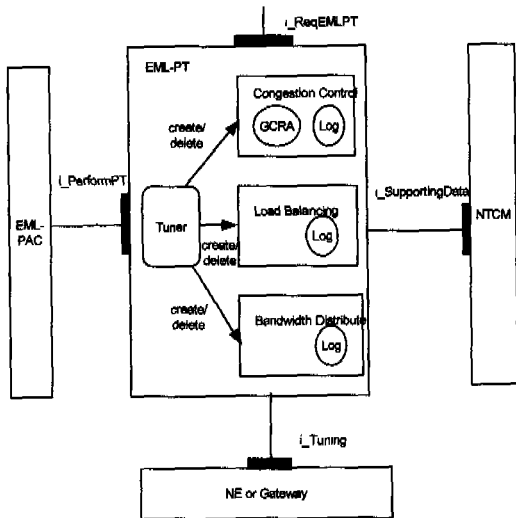 i_ReqEMLPT
EML-PT
Congestion Control
GCRA
Log
create/
delete
i_PerformPT
i_SupportingData
EML-
PAC
Tuner
create/
delete
Load Balancing
Log
NTCM
create/
delete
Bandwidth Distribute
Log
i_Tuning
NE or Gateway